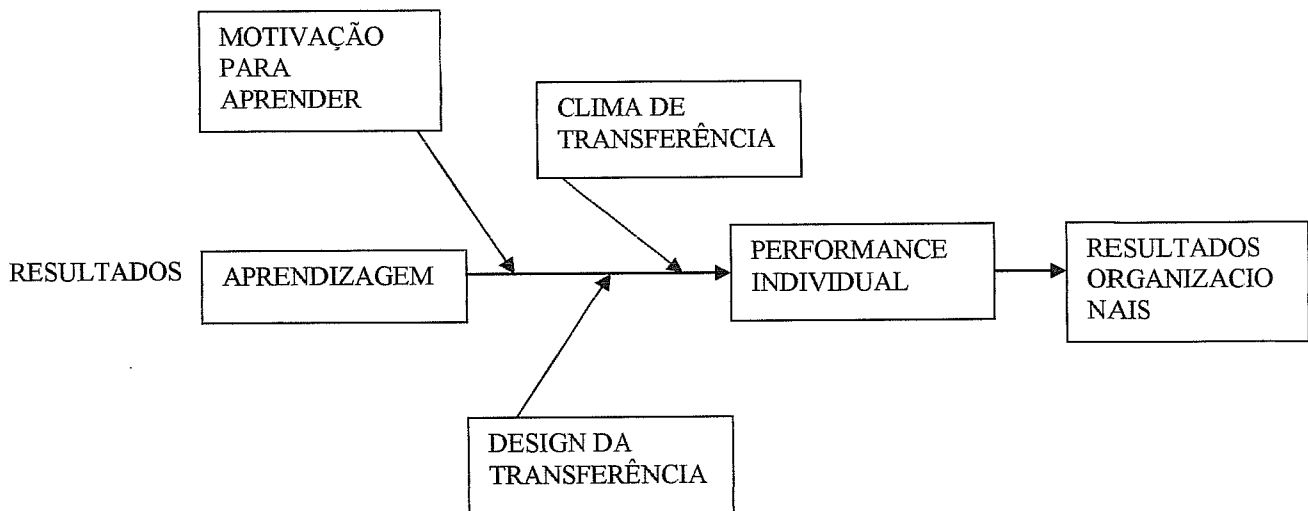 MOTIVAÇÃO
PARA
APRENDER
CLIMA DE
TRANSFERÊNCIA
RESULTADOS
APRENDIZAGEM
PERFORMANCE
INDIVIDUAL
RESULTADOS
ORGANIZACIO
NAIS
DESIGN DA
TRANSFERÊNCIA